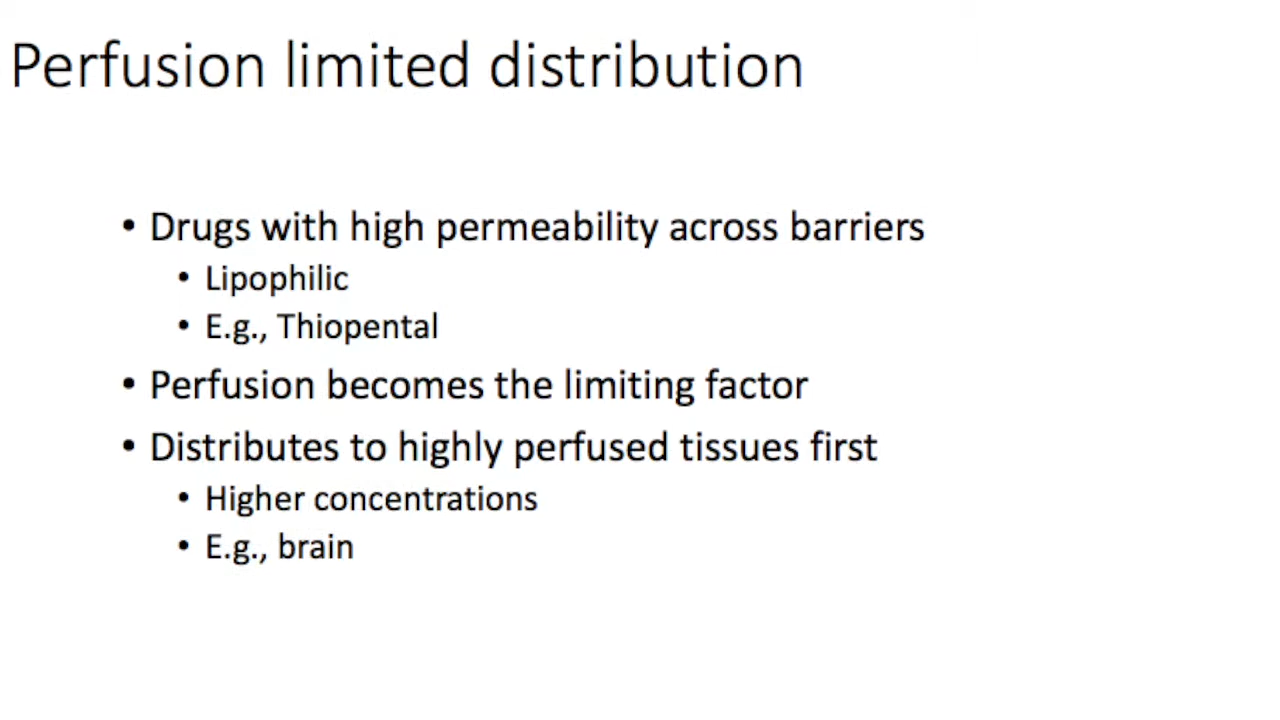 Perfusion limited distribution
• Drugs with high permeability across barriers
• Lipophilic
• E.g., Thiopental
• Perfusion becomes the limiting factor
• Distributes to highly perfused tissues first
• Higher concentrations
• E.g., brain